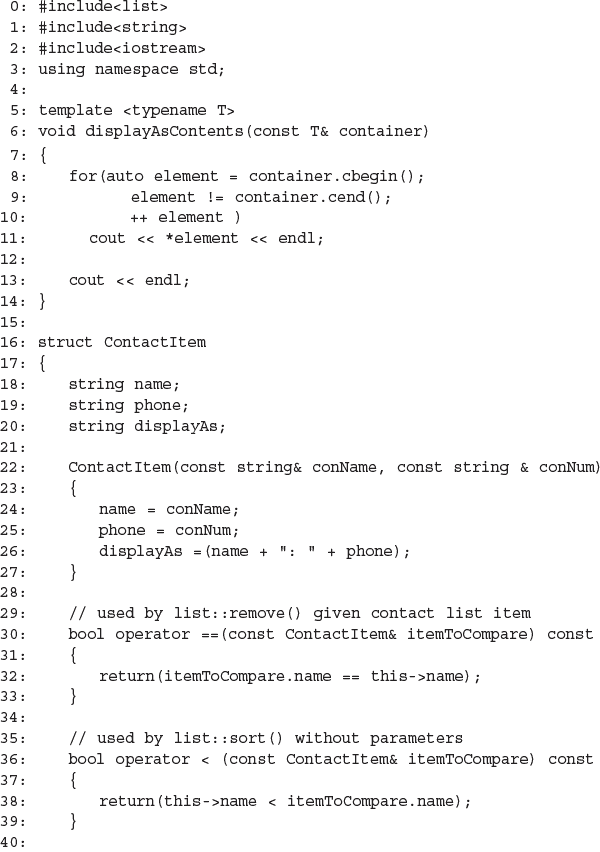 0: #include<list>
1: #include<string>
2: #include<iostream>
3: using namespace std;
4:
5: template <typename T>
6: void displayAsContents(const T& container)
7: {
8:    for(auto element = container.cbegin();
9:          element != container.cend();
10:          ++ element )
11:      cout << *element << endl;
12:
13:    cout << endl;
14: }
15:
16: struct ContactItem
17: {
18:    string name;
19:    string phone;
20:    string displayAs;
21:
22:    ContactItem(const string& conName, const string & conNum)
23:    {
24:       name = conName;
25:       phone = conNum;
26:       displayAs =(name + ": " + phone);
27:    }
28:
29:    // used by list::remove() given contact list item
30:    bool operator ==(const ContactItem& itemToCompare) const
31:    {
32:       return(itemToCompare.name == this->name);
33:    }
34:
35:    // used by list::sort() without parameters
36:    bool operator < (const ContactItem& itemToCompare) const
37:    {
38:       return(this->name < itemToCompare.name);
39:    }
40: